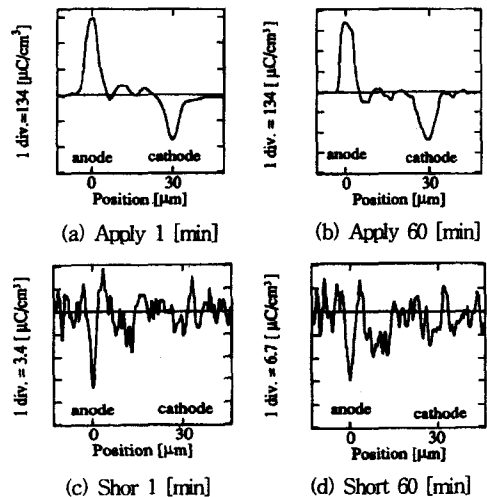 1 div.=134 [μC/cm³]
anode
cathode
0
30
Position [μm]
(a) Apply 1 [min]
1 div. = 134 [μC/cm³]
anode
cathode
0
30
Position [μm]
(b) Apply 60 [min]
1 div. = 3.4 [μC/cm³]
anode
cathode
0
30
Position [μm]
(c) Shor 1 [min]
1 div. = 6.7 [μC/cm³]
anode
cathode
0
30
Position [μm]
(d) Short 60 [min]